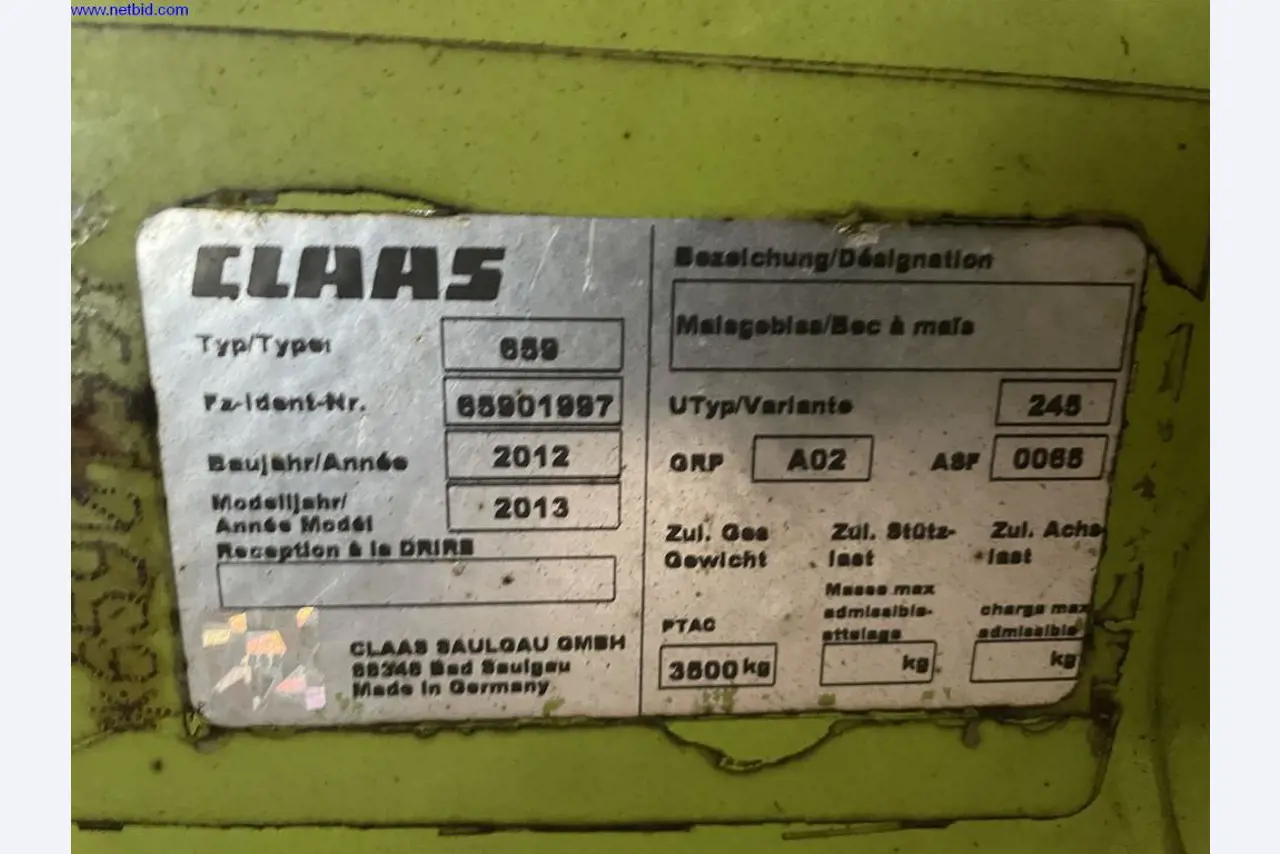 www.netbid.com
CLAAS
Typ/Type: 659
Fz-Ident-Nr. 65901997
Baujahr/Année 2012
Modelljahr/
Année Modél 2013
Reception à la DRIRE
CLAAS SAULGAU GMBH
88348 Bad Saulgau
Made in Germany
Bezeichung/Désignation
Maisgebiss/Bec à maïs
UTyp/Variante 245
GRP A02 ASF
Zul. Ges Gewicht
Zul. Stütz-last
Zul. Achs-last
Masse max admissible-attelage
charge max admissible
PTAC
kg
kg
kg